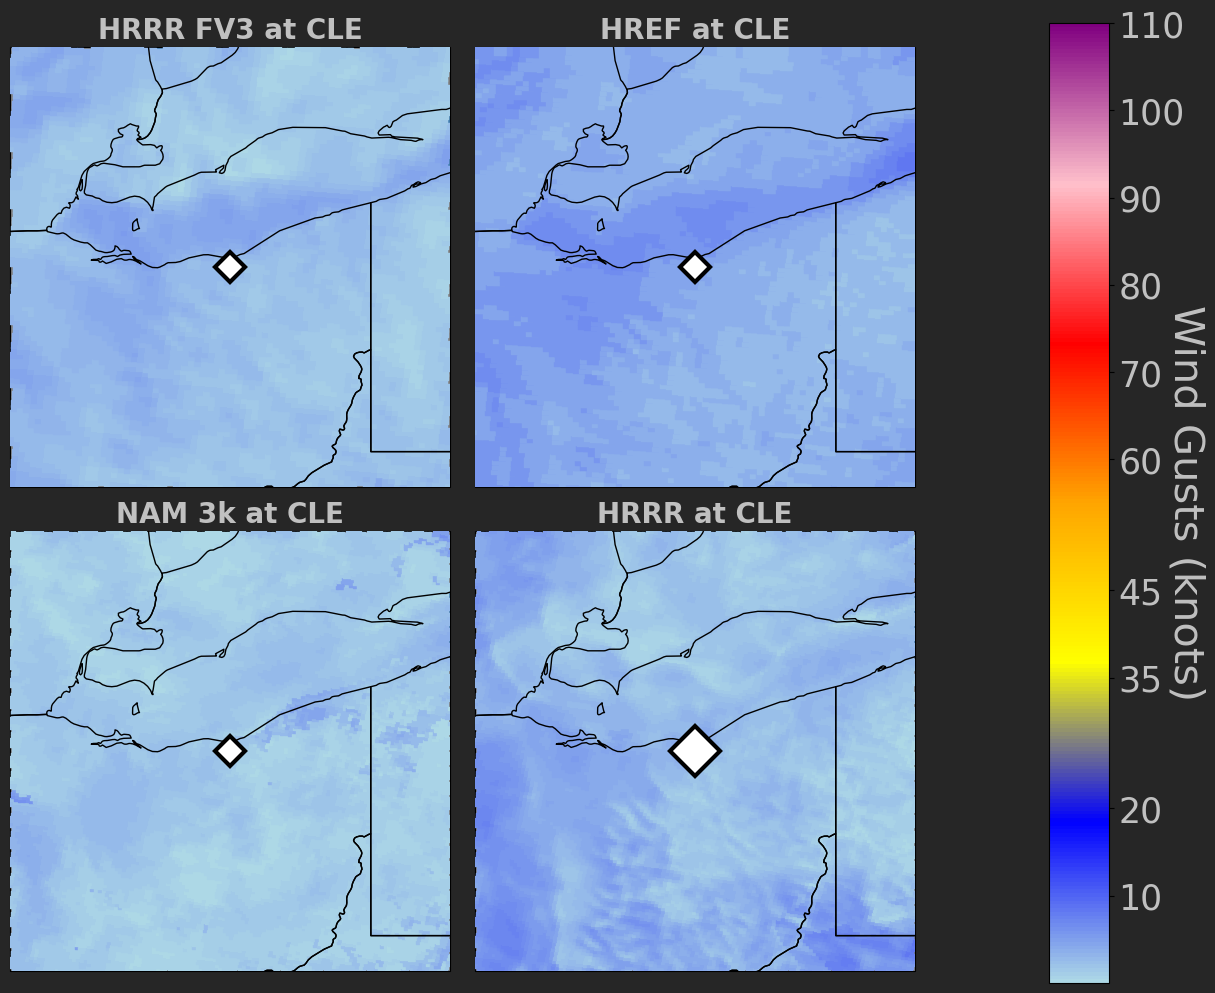 HRRR FV3 at CLE
HREF at CLE
NAM 3k at CLE
HRRR at CLE
110
100
90
80
70
60
45
35
20
10
Wind Gusts (knots)